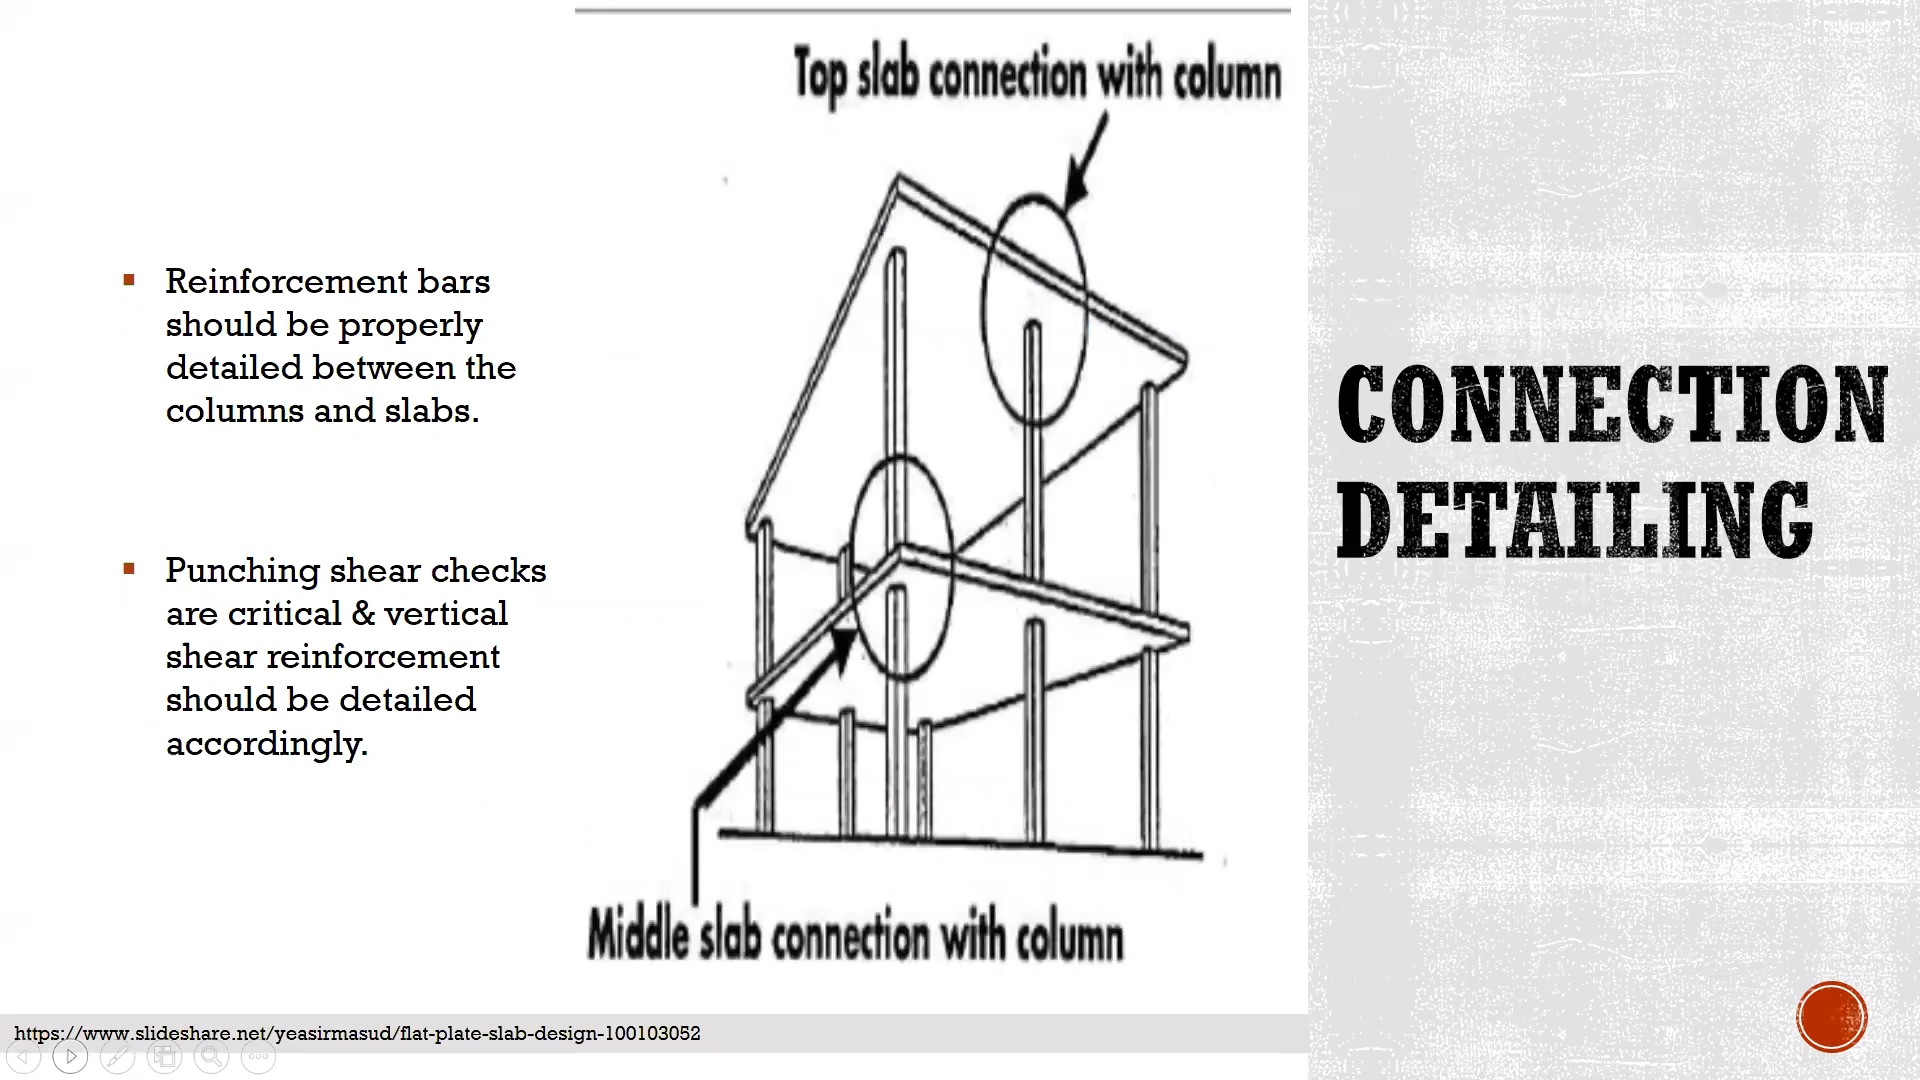 Top slab connection with column
Reinforcement bars
should be properly
detailed between the
columns and slabs.
Punching shear checks
are critical & vertical
shear reinforcement
should be detailed
accordingly.
Middle slab connection with column
CONNECTION
DETAILING
https://www.slideshare.net/yeasirmasud/flat-plate-slab-design-100103052